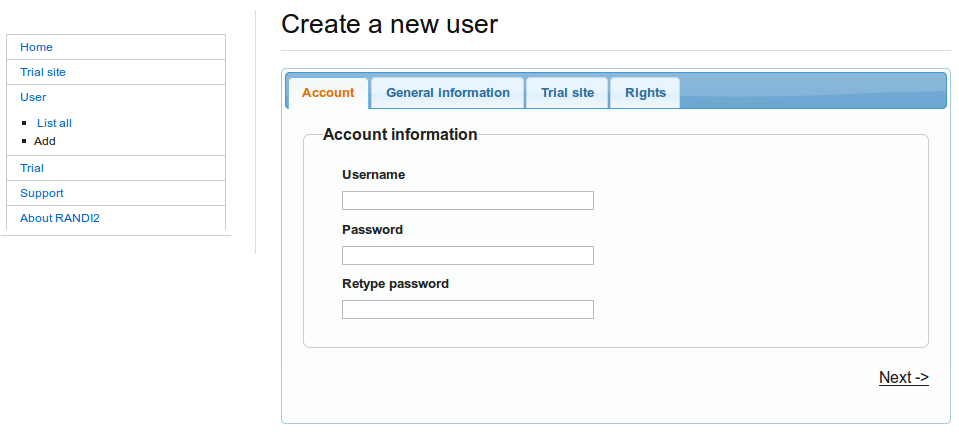 Create a new user
Home
Trial site
User
List all
Add
Trial
Support
About RANDI2
Account
General information
Trial site
Rights
Account information
Username
Password
Retype password
Next ->